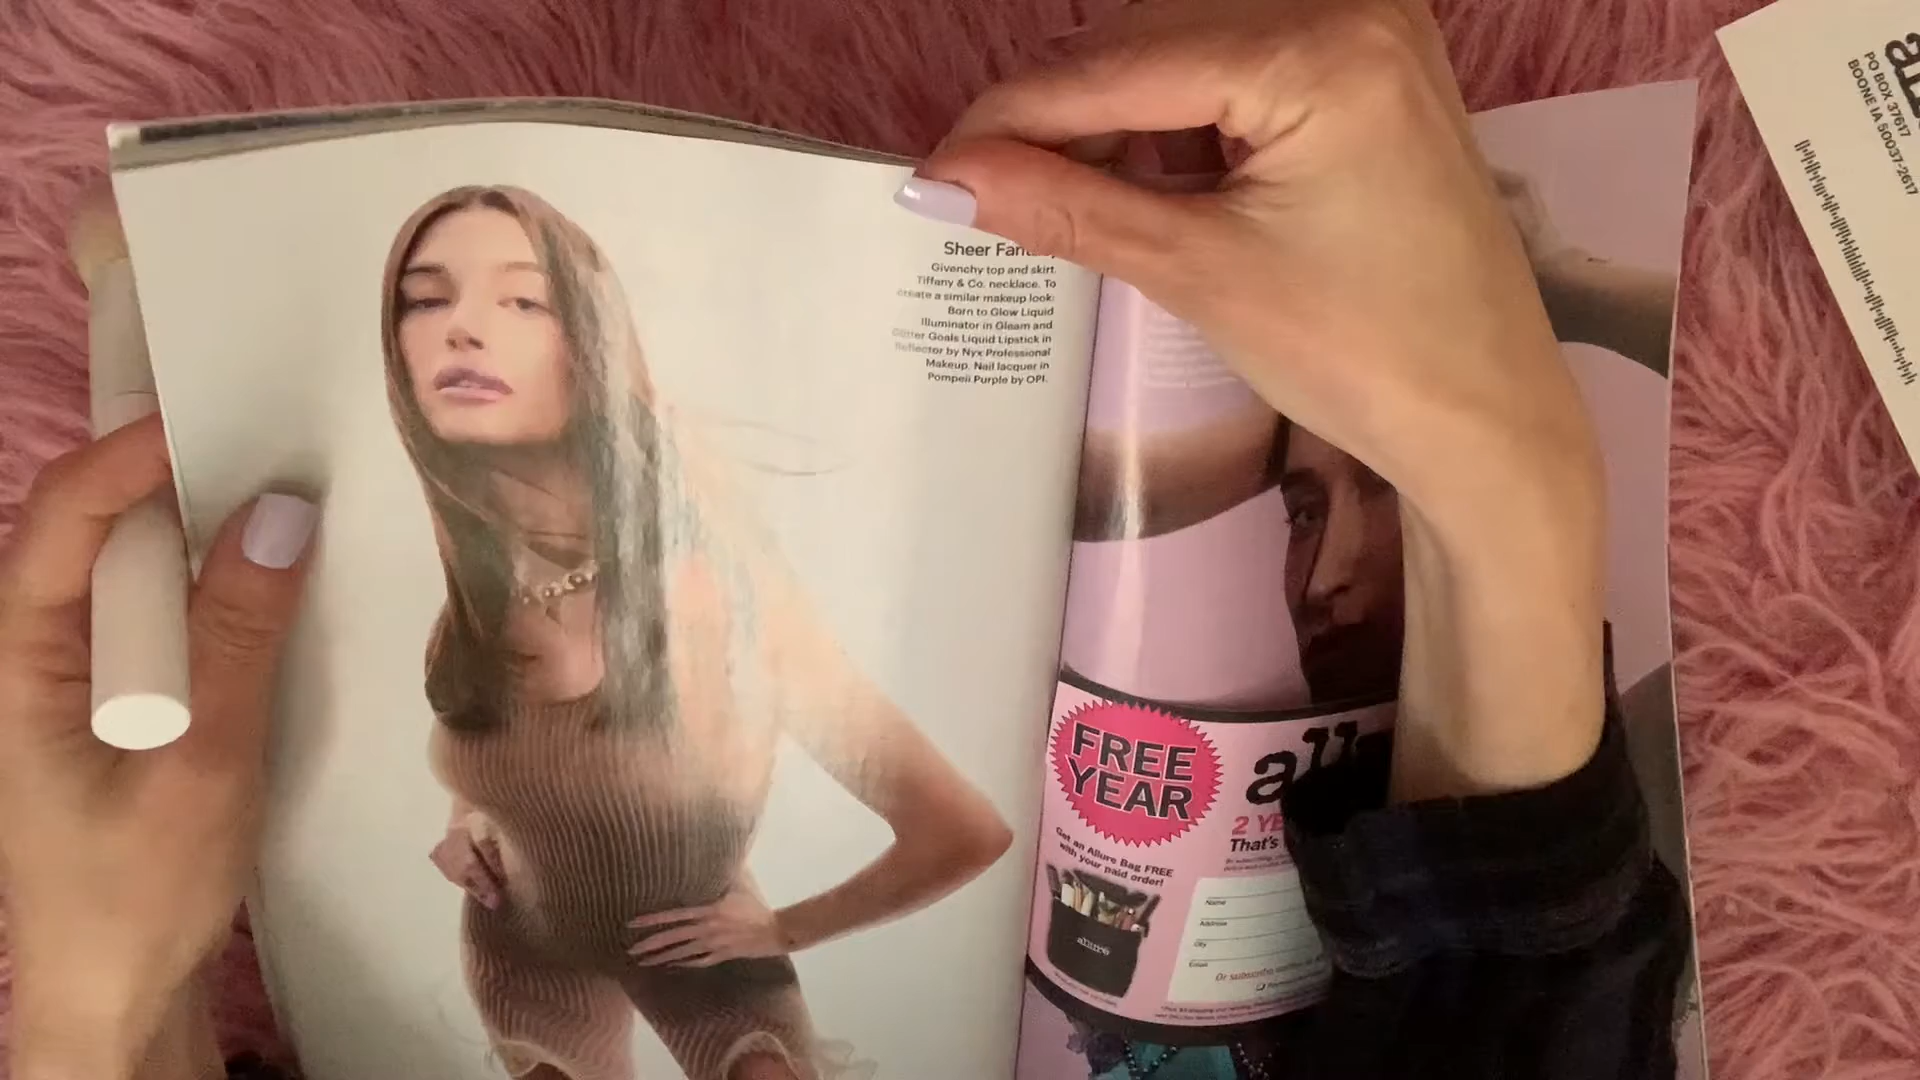 Sheer
Givenchy top and skirt.
Tiffany & Co. necklace. To
create a similar makeup look:
Born to Glow Liquid
Illuminator in Gleam and
Glitter Goals Liquid Lipstick in
Reflector by Nyx Professional
Makeup. Nail lacquer in
Pompeii Purple by OPI.
FREE
YEAR
Get an Allure Bag FREE
with your paid order!
allure
2
That's
Name
Address
City
Email
Or subscribe
PO BOX 37617
BOONE IA 50037-2617